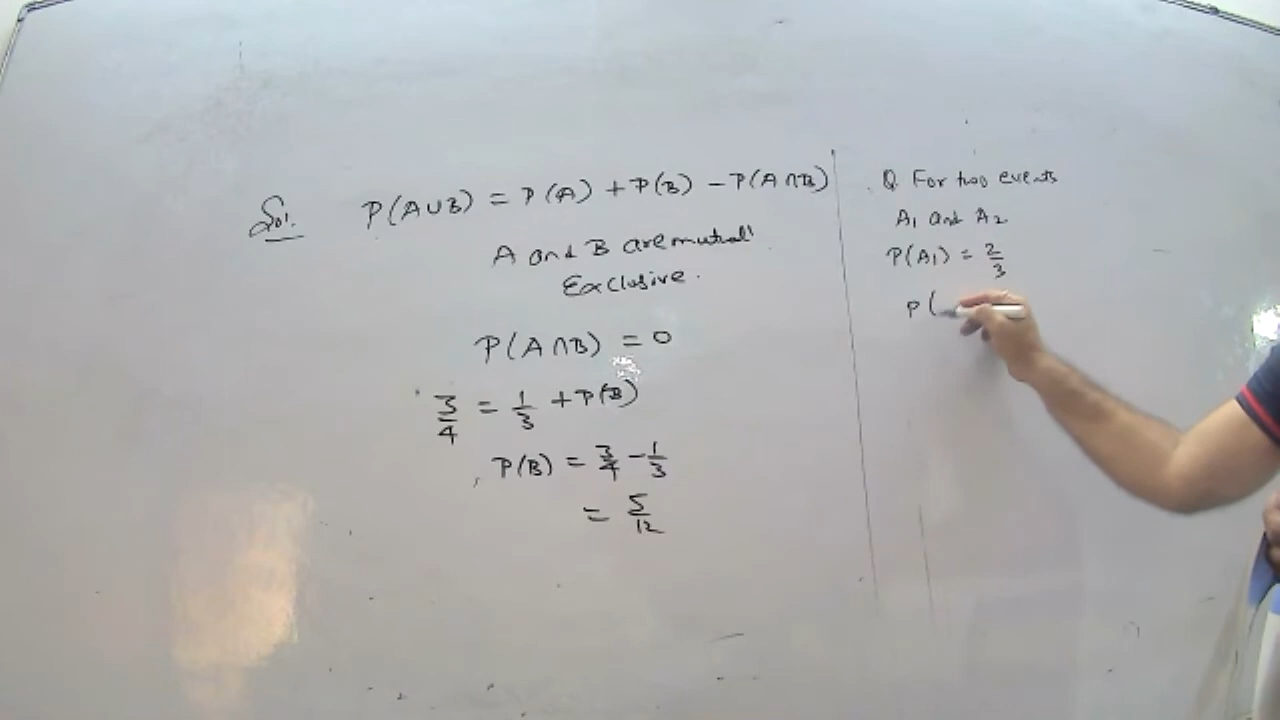 Sol. P(A∪B) = P(A) + P(B) − P(A∩B)
A and B are mutual
Exclusive.
P(A∩B) = 0
3/4 = 1/3 + P(B)
P(B) = 3/4 − 1/3
= 5/12
Q For two events
A₁ and A₂
P(A₁) = 2/3
P(